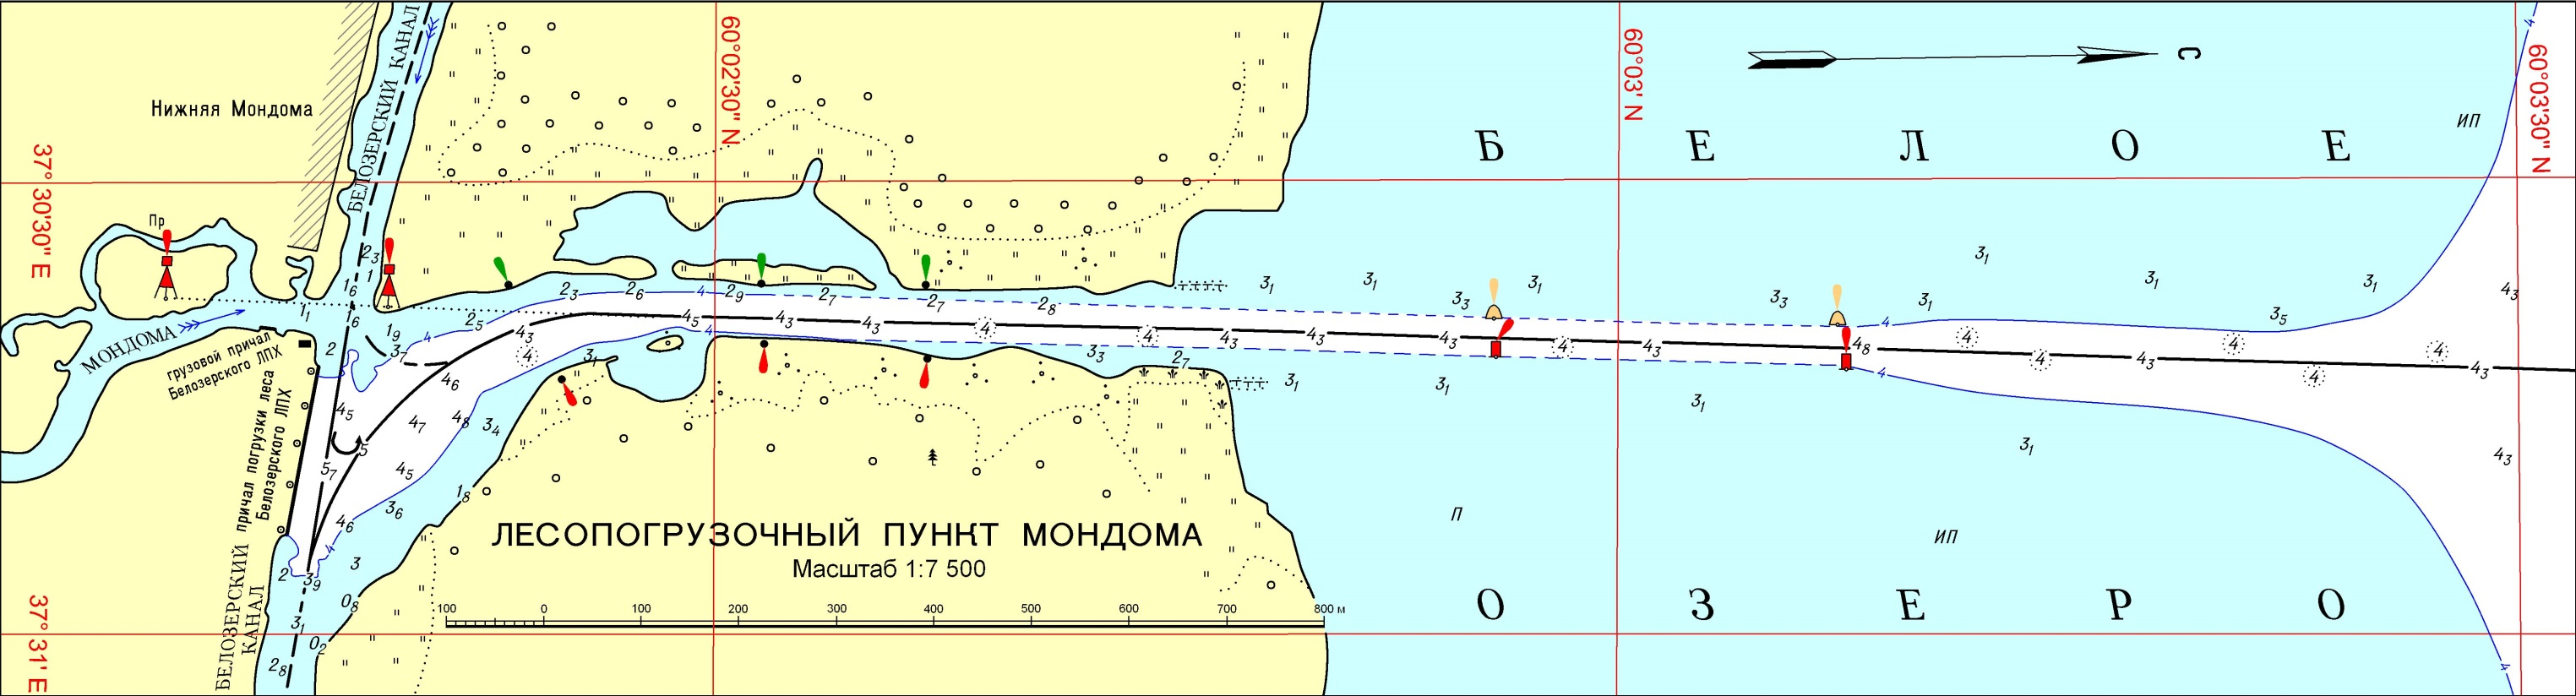 ЛЕСОПОГРУЗОЧНЫЙ ПУНКТ МОНДОМА
Масштаб 1:7 500
100 0 100 200 300 400 500 600 700 800 м
БЕЛОЕ
ОЗЕРО
С
60°02'30" N
60°03' N
60°03'30" N
37°30'30" E
37°31' E
Нижняя Мондома
БЕЛОЗЕРСКИЙ КАНАЛ
Пр
МОНДОМА
грузовой причал
Белозерского ЛПХ
причал погрузки леса
Белозерского ЛПХ
БЕЛОЗЕРСКИЙ
КАНАЛ
ИП
П
ИП